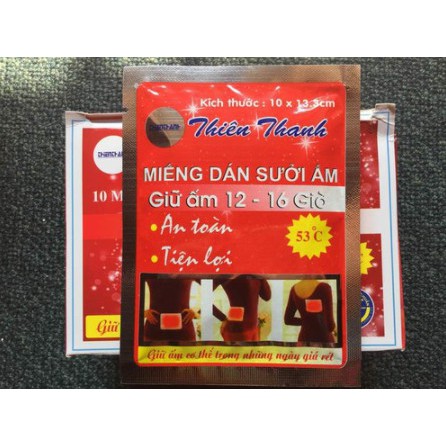 Kích thước : 10 x 13.3cm
Thiên Thanh
MIẾNG DÁN SƯỞI ẤM
Giữ ấm 12 - 16 Giờ
• An toàn
53°C
• Tiện lợi
Giữ ấm cơ thể trong những ngày giá rét
10 M
Giữ